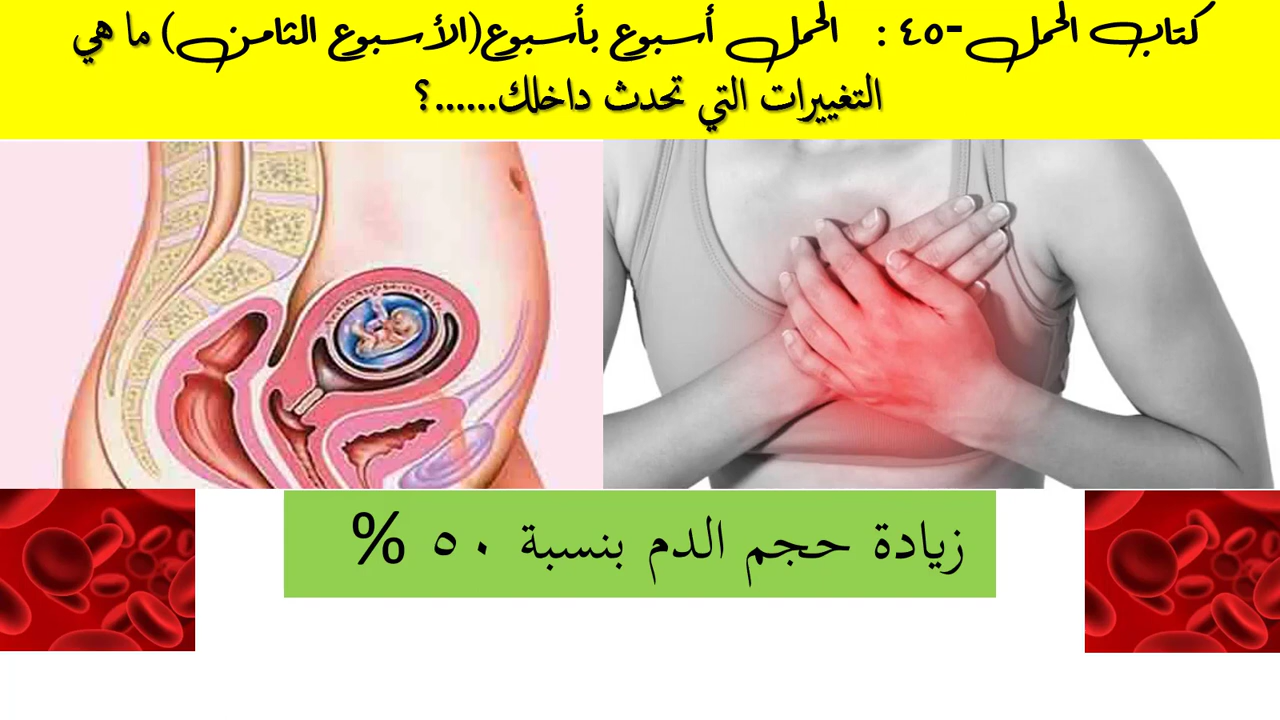 كتاب الحمل -٤٥ : الحمل أسبوع بأسبوع(الأسبوع الثامن) ما هي
التغييرات التي تحدث داخلك......؟
زيادة حجم الدم بنسبة ٥٠ %